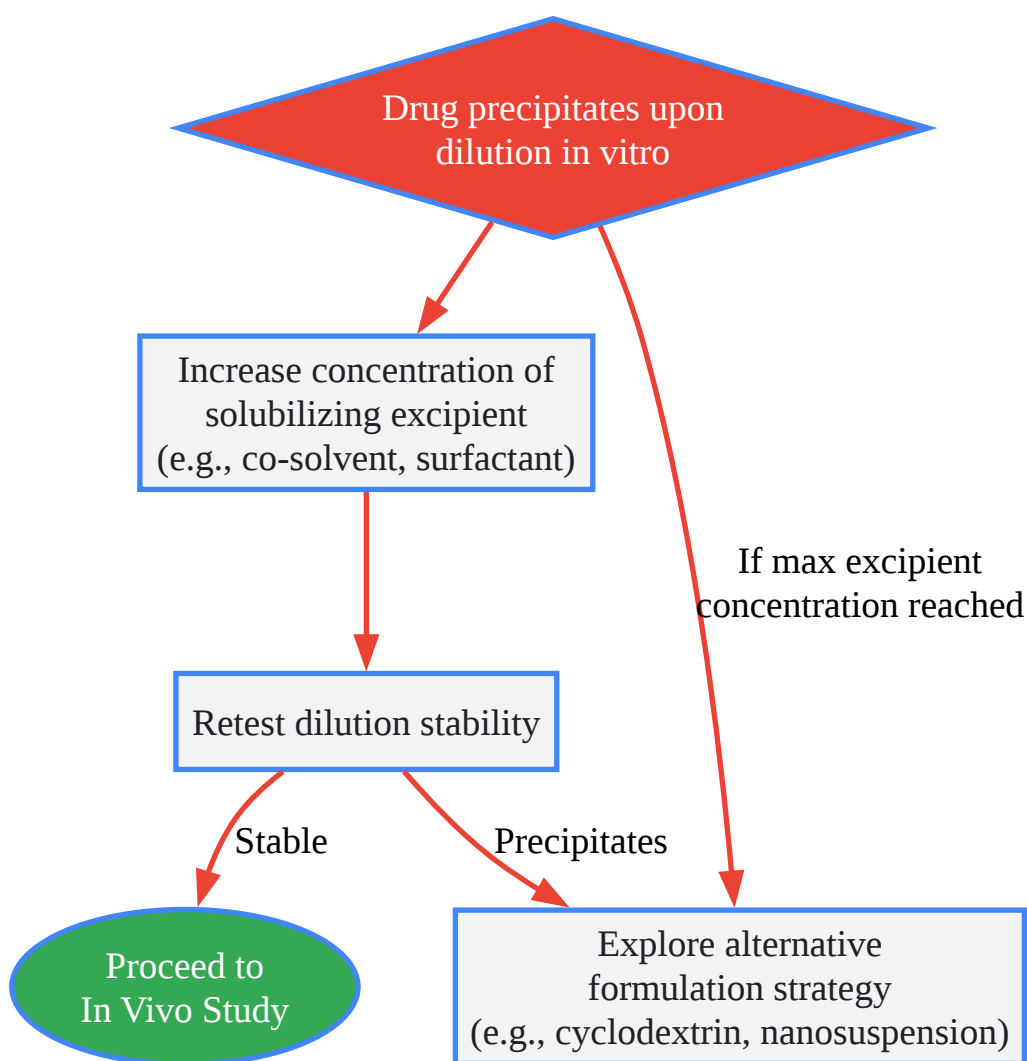 Drug precipitates upon
dilution in vitro
Increase concentration of
solubilizing excipient
(e.g., co-solvent, surfactant)
If max excipient
concentration reached
Retest dilution stability
Stable
Precipitates
Proceed to
In Vivo Study
Explore alternative
formulation strategy
(e.g., cyclodextrin, nanosuspension)